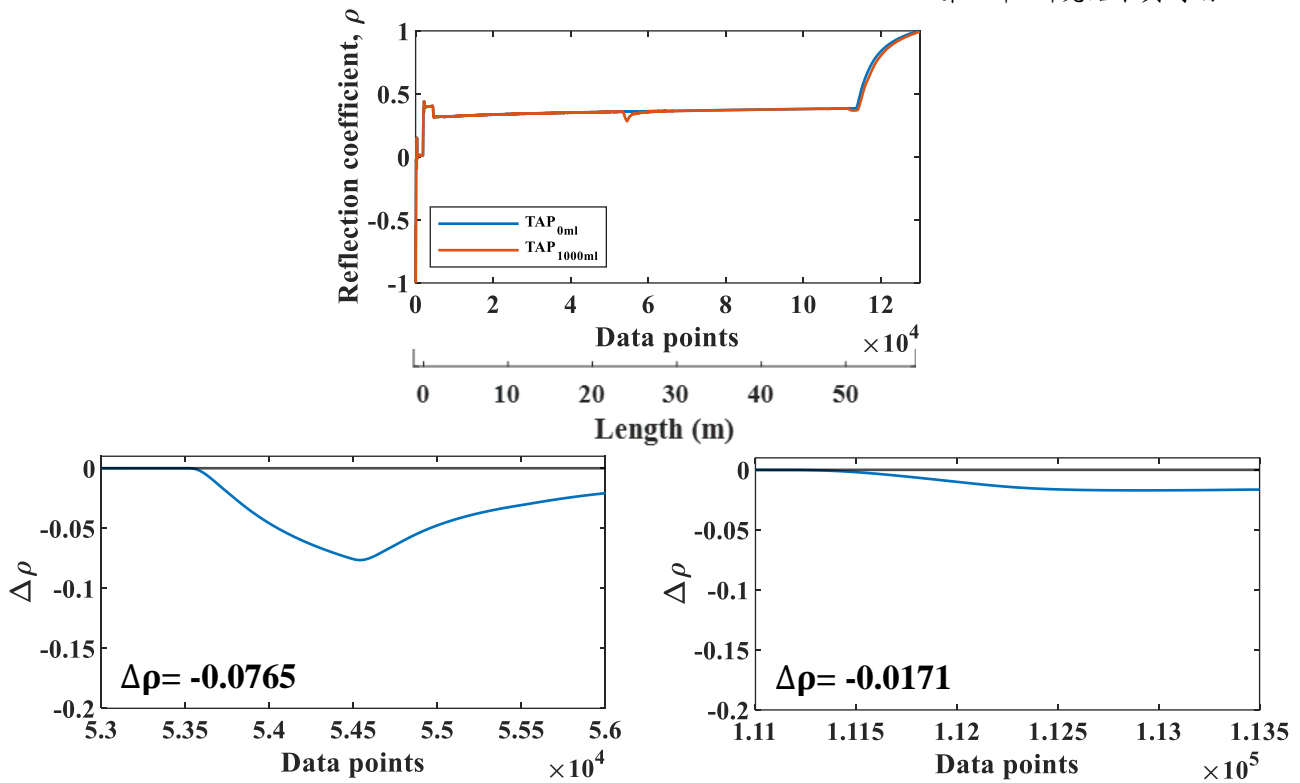 Reflection coefficient, ρ
1
0.5
0
-0.5
-1
TAP0ml
TAP1000ml
0 2 4 6 8 10 12
Data points
×10^4
0 10 20 30 40 50
Length (m)
Δρ
0
-0.05
-0.1
-0.15
-0.2
Δρ= -0.0765
5.3 5.35 5.4 5.45 5.5 5.55 5.6
Data points
×10^4
Δρ
0
-0.05
-0.1
-0.15
-0.2
Δρ= -0.0171
1.11 1.115 1.12 1.125 1.13 1.135
Data points
×10^5